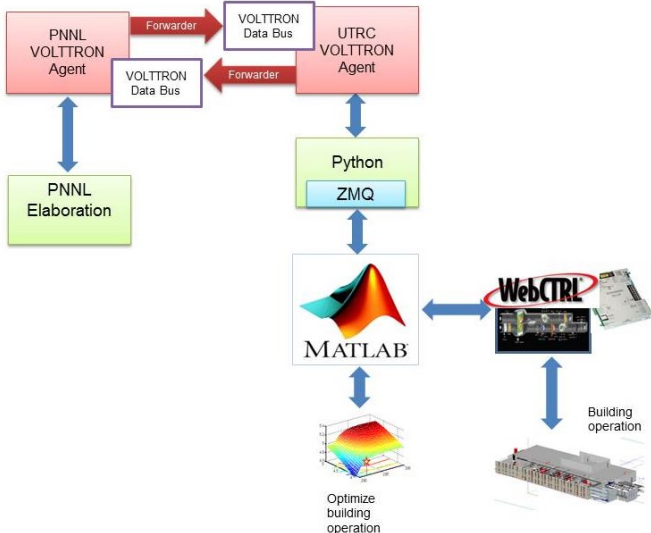 PNNL
VOLTTRON
Agent
Forwarder
VOLTTRON
Data Bus
UTRC
VOLTTRON
Agent
VOLTTRON
Data Bus
Forwarder
PNNL
Elaboration
Python
ZMQ
MATLAB
WebCTRL
Building
operation
Optimize
building
operation